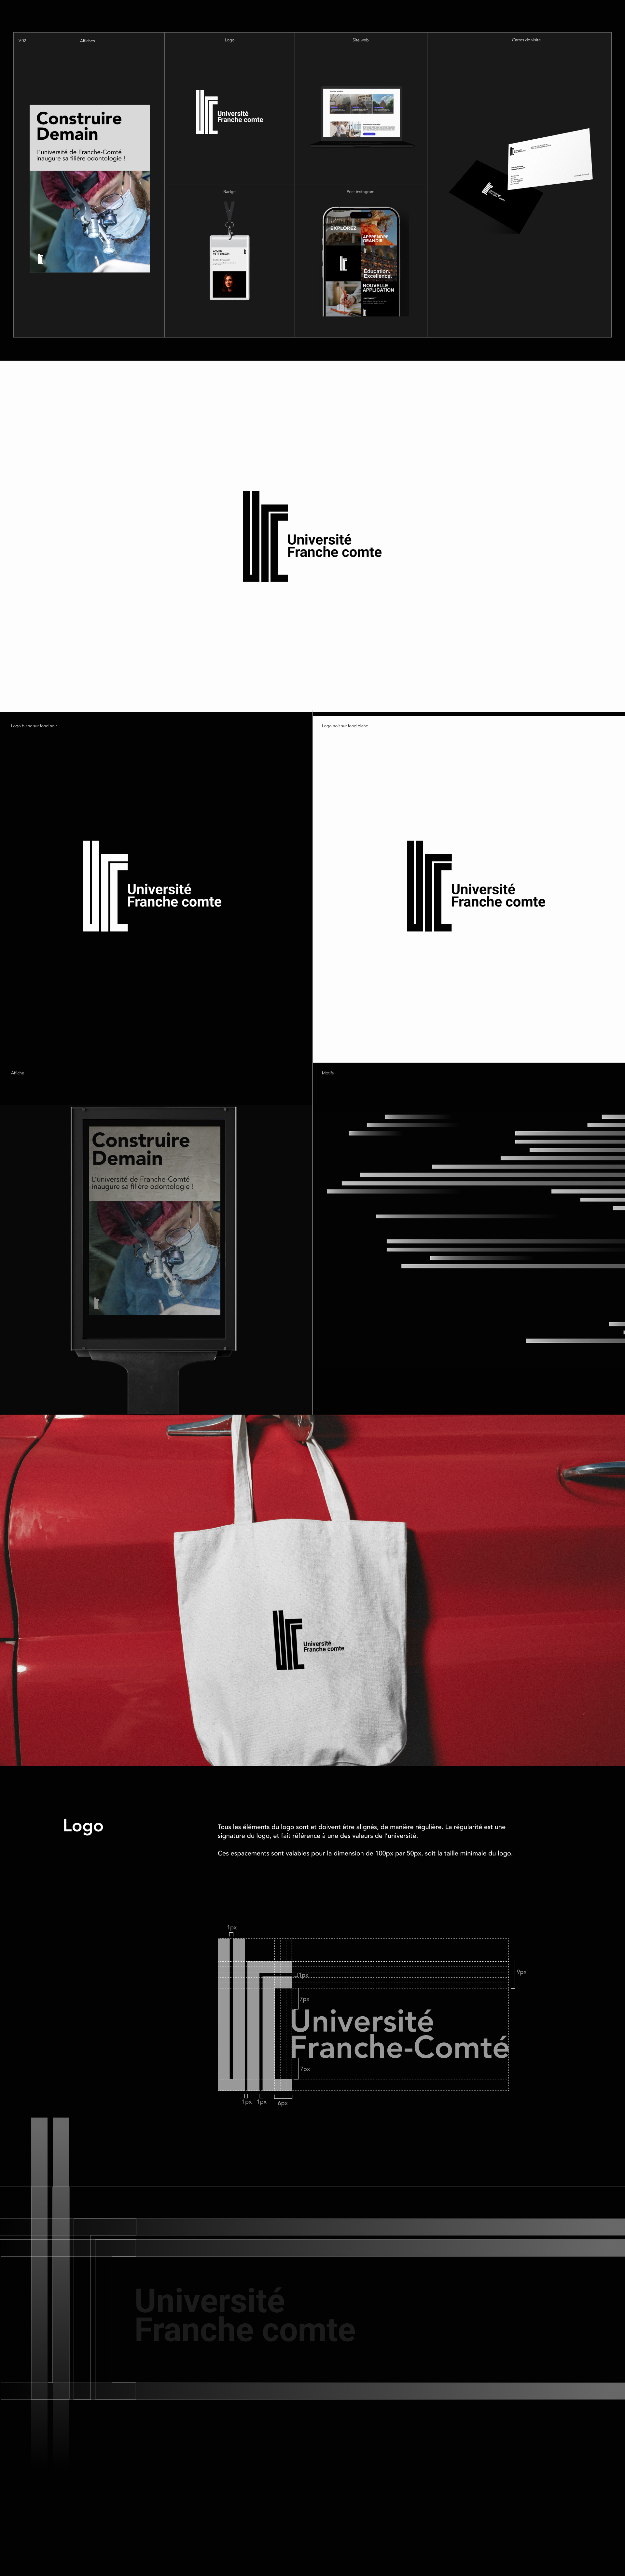 V/2D
Affiches
Logo
Site web
Cartes de visite
Construire
Demain
L'université de Franche-Comté
inaugure sa filière odontologie !
Université
Franche comte
Badge
Post instagram
LAURE
PETTERSON
EXPLOREZ
APPRENDRE,
GRANDIR
Éducation.
Excellence.
NOUVELLE
APPLICATION
Université
Franche comte
Logo blanc sur fond noir
Logo noir sur fond blanc
Université
Franche comte
Université
Franche comte
Affiche
Motifs
Construire
Demain
L'université de Franche-Comté
inaugure sa filière odontologie !
Université
Franche comte
Logo
Tous les éléments du logo sont et doivent être alignés, de manière régulière. La régularité est une
signature du logo, et fait référence à une des valeurs de l'université.
Ces espacements sont valables pour la dimension de 100px par 50px, soit la taille minimale du logo.
1px
9px
1px
7px
Université
Franche-Comté
7px
1px
1px
6px
Université
Franche comte